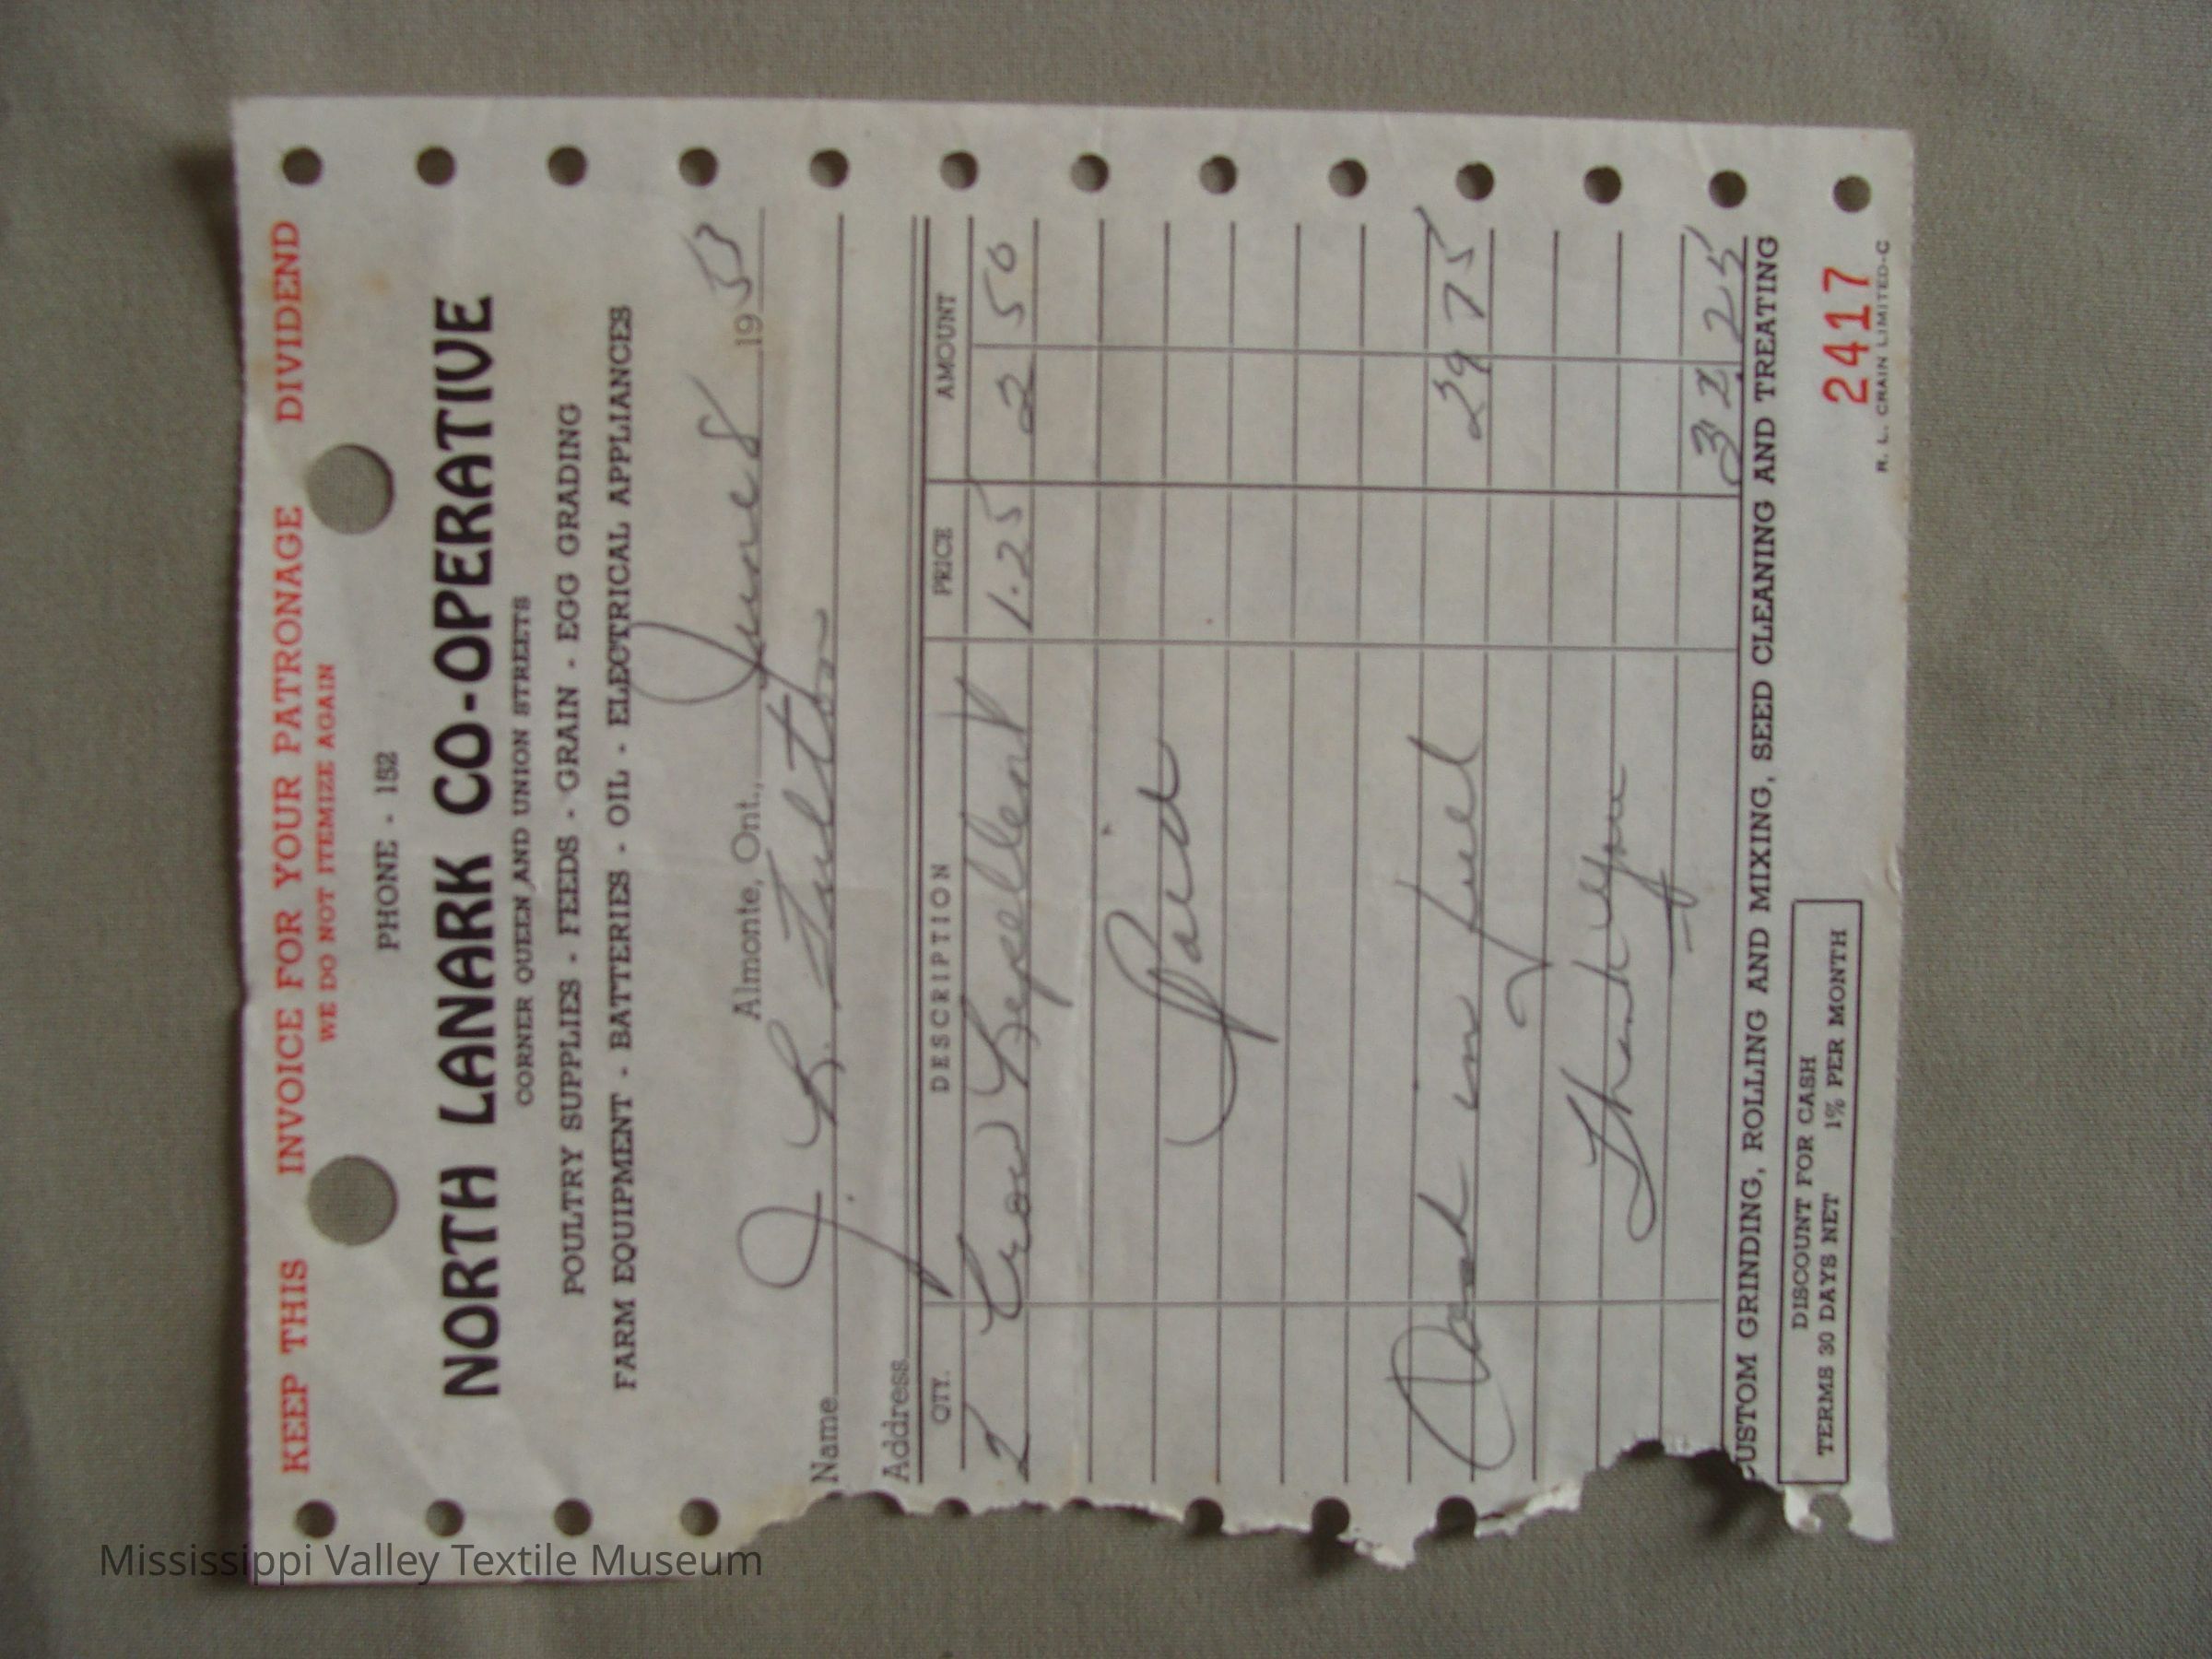 KEEP THIS INVOICE FOR YOUR PATRONAGE DIVIDEND
WE DO NOT ITEMIZE AGAIN
PHONE - 152
NORTH LANARK CO-OPERATIVE
CORNER QUEEN AND UNION STREETS
POULTRY SUPPLIES - FEEDS - GRAIN - EGG GRADING
FARM EQUIPMENT - BATTERIES - OIL - ELECTRICAL APPLIANCES
Almonte, Ont., June 8 1953
Name J. R. Fulton
Address
QTY. DESCRIPTION PRICE AMOUNT
2 Crow Repellent 1.25 2 50
Paid
in fuel 29 75
Thank You
32.25
CUSTOM GRINDING, ROLLING AND MIXING, SEED CLEANING AND TREATING
DISCOUNT FOR CASH
TERMS 30 DAYS NET 1% PER MONTH
2417
R. L. CRAIN LIMITED-C
Mississippi Valley Textile Museum